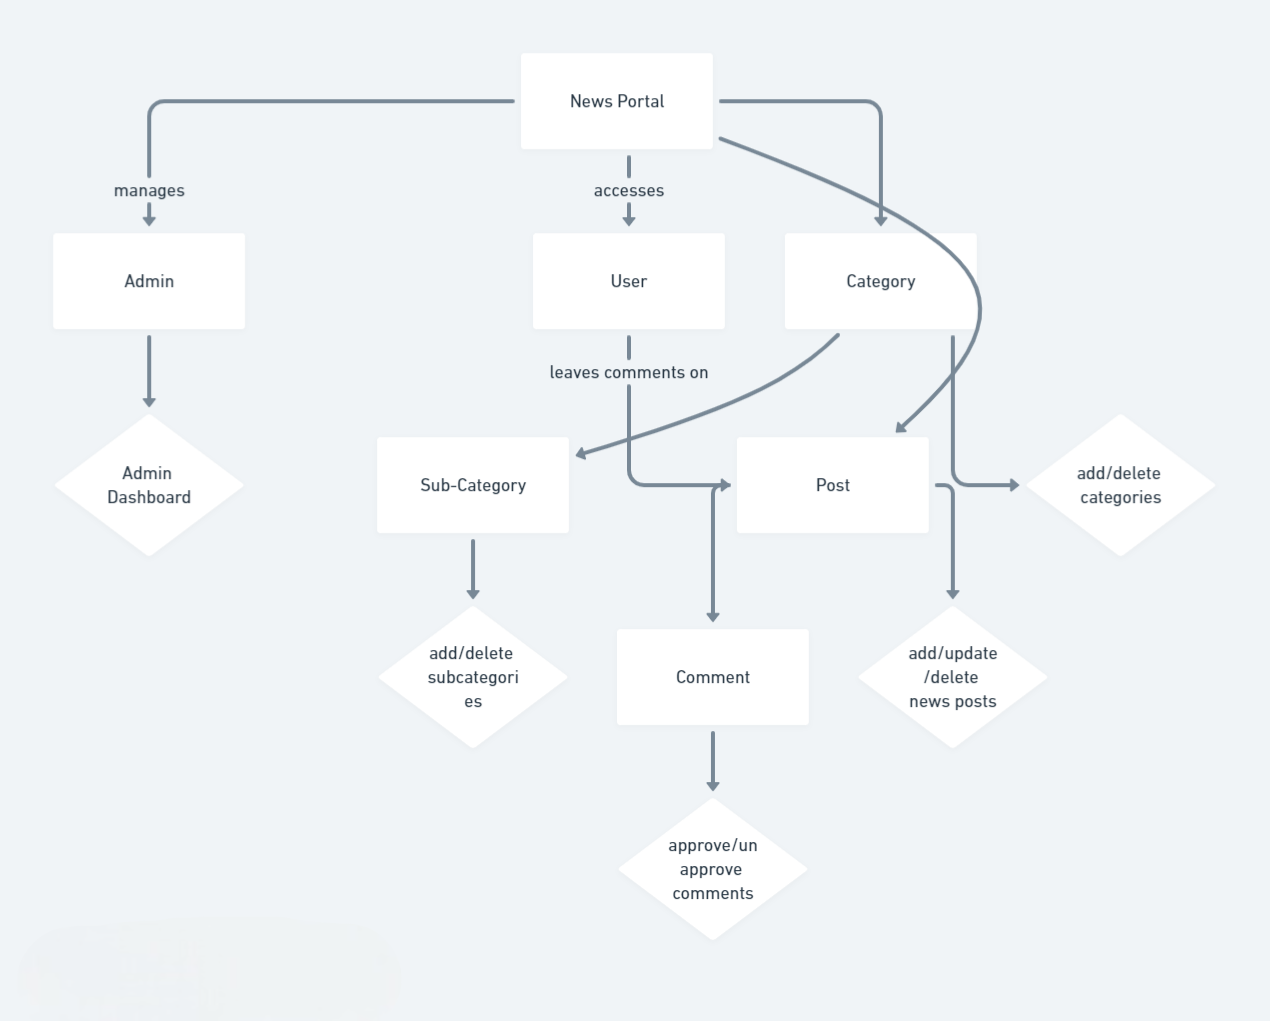 News Portal
manages
accesses
Admin
User
Category
leaves comments on
Admin
Dashboard
Sub-Category
Post
add/delete
categories
add/delete
subcategori
es
Comment
add/update
/delete
news posts
approve/un
approve
comments